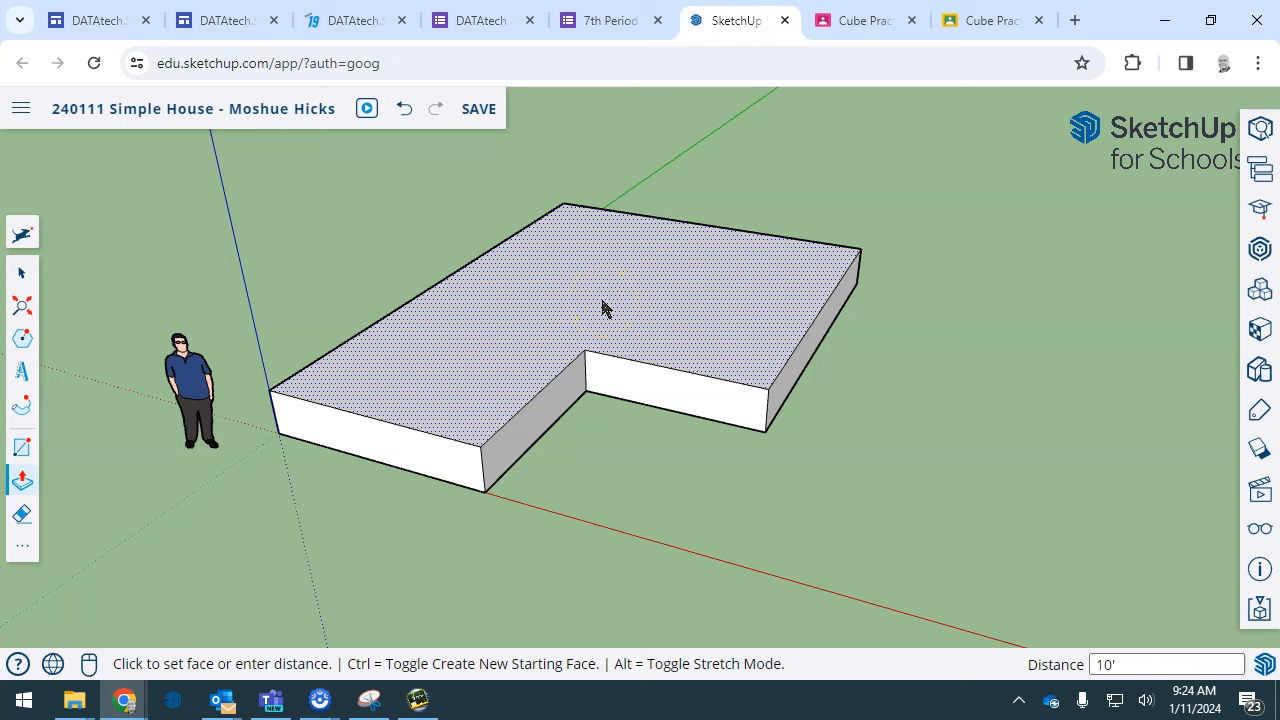 DATAtech.S
DATAtech.S
19
DATAtech.S
DATAtech
7th Period
SketchUp
Cube Prac
Cube Prac
edu.sketchup.com/app/?auth=goog
240111 Simple House - Moshue Hicks
SAVE
SketchUp
for Schools
Click to set face or enter distance. | Ctrl = Toggle Create New Starting Face. | Alt = Toggle Stretch Mode.
Distance
10'
9:24 AM
1/11/2024
23